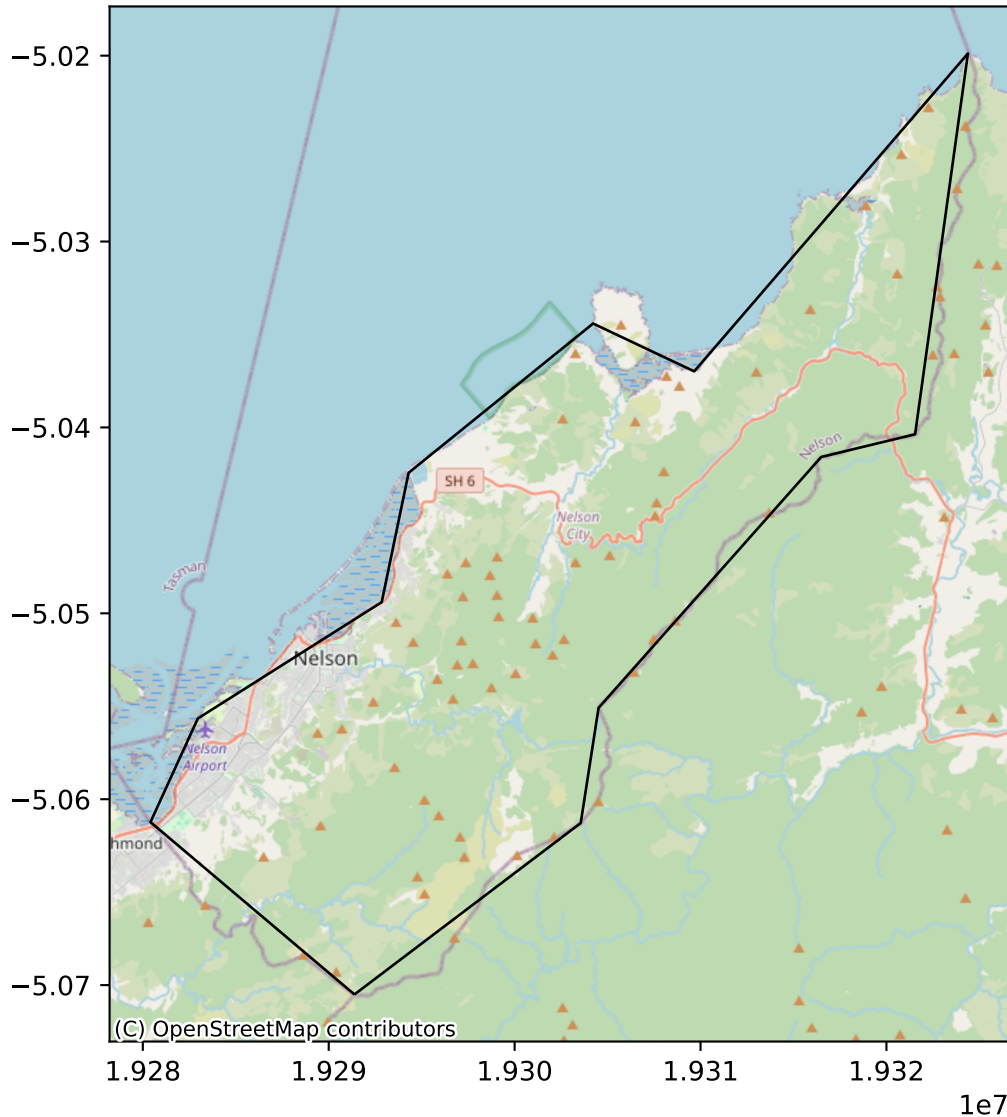 −5.02
−5.03
−5.04
−5.05
−5.06
−5.07
SH 6
Nelson
Nelson
City
Tasman
Nelson
Nelson
Airport
hmond
(C) OpenStreetMap contributors
1.928 1.929 1.930 1.931 1.932
1e7